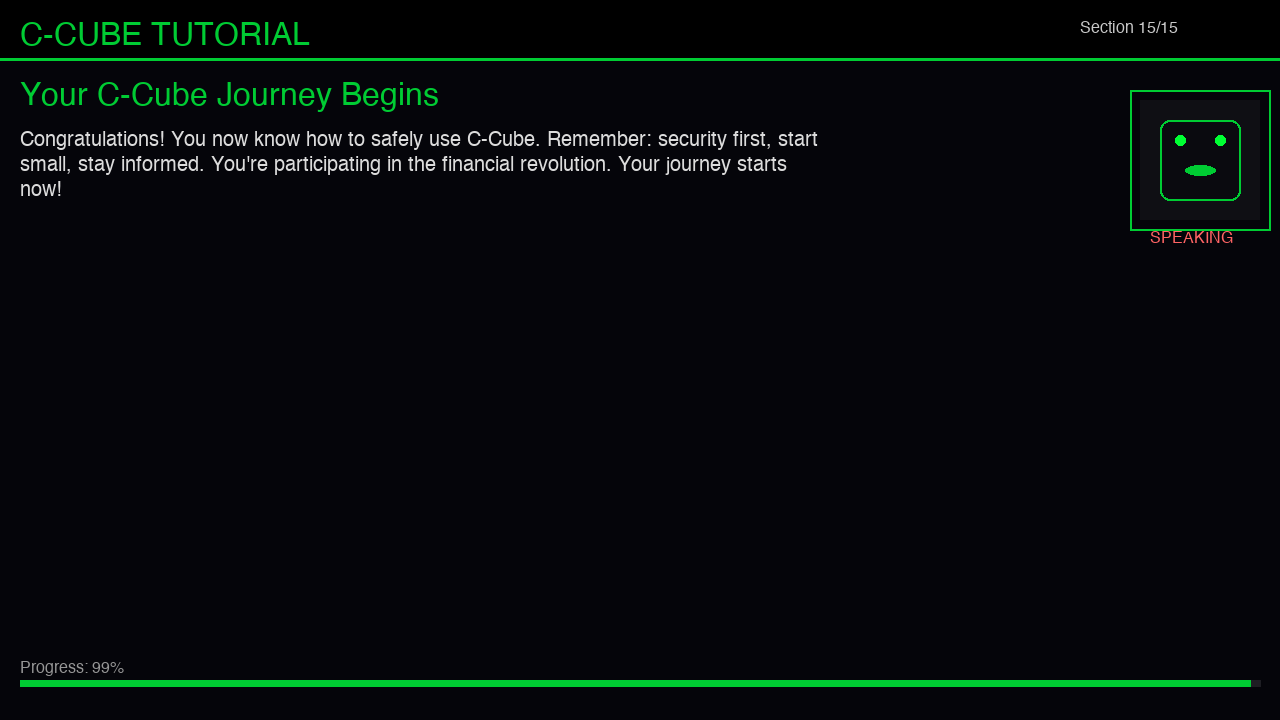 C-CUBE TUTORIAL
Section 15/15
Your C-Cube Journey Begins
Congratulations! You now know how to safely use C-Cube. Remember: security first, start
small, stay informed. You're participating in the financial revolution. Your journey starts
now!
SPEAKING
Progress: 99%